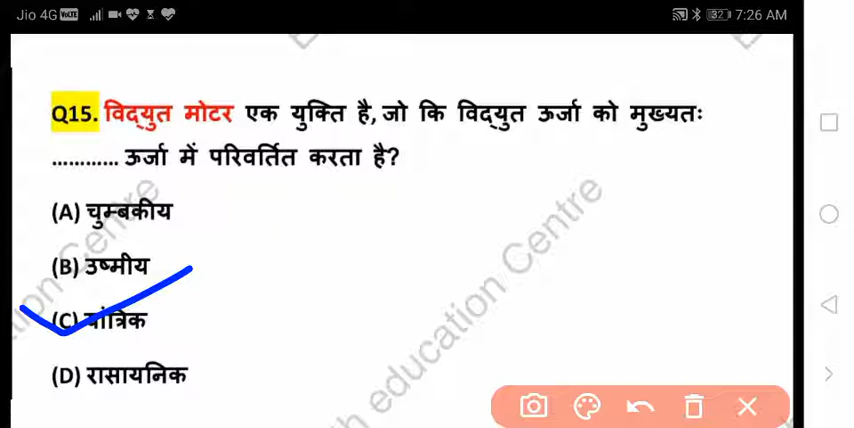 Jio 4G VoLTE 32 7:26 AM
Q15. विद्युत मोटर एक युक्ति है, जो कि विद्युत ऊर्जा को मुख्यतः
............ ऊर्जा में परिवर्तित करता है?
(A) चुम्बकीय
(B) उष्मीय
(C) यांत्रिक
(D) रासायनिक
education Centre